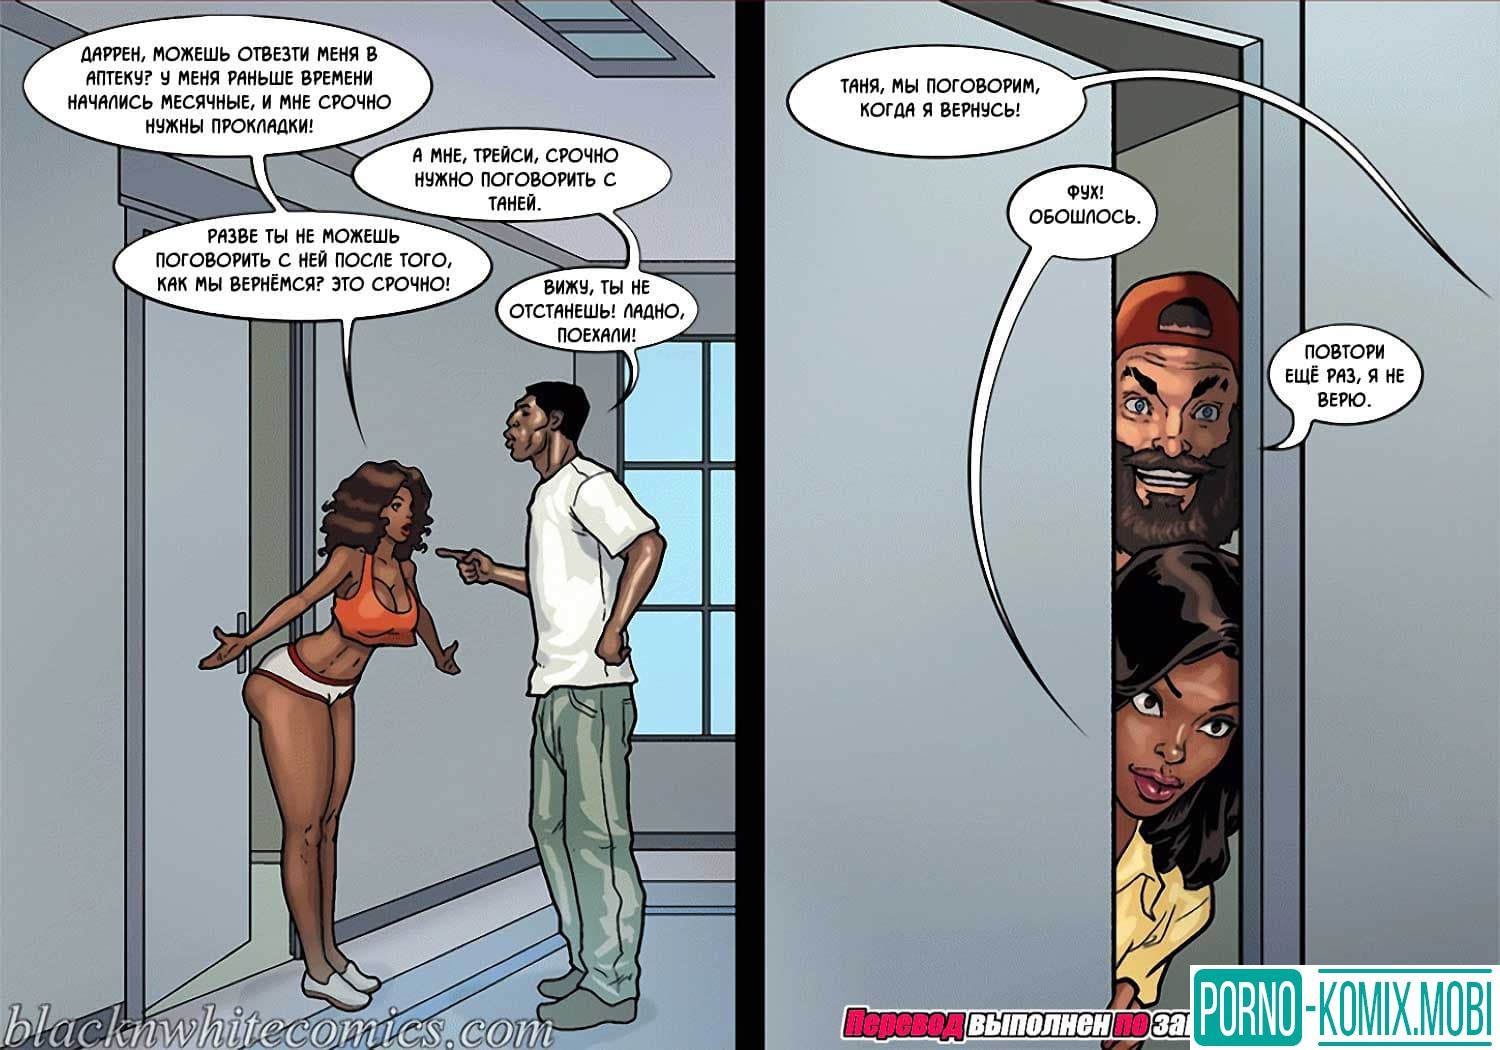 ДАРРЕН, МОЖЕШЬ ОТВЕЗТИ МЕНЯ В
АПТЕКУ? У МЕНЯ РАНЬШЕ ВРЕМЕНИ
НАЧАЛИСЬ МЕСЯЧНЫЕ, И МНЕ СРОЧНО
НУЖНЫ ПРОКЛАДКИ!
А МНЕ, ТРЕЙСИ, СРОЧНО
НУЖНО ПОГОВОРИТЬ С
ТАНЕЙ.
РАЗВЕ ТЫ НЕ МОЖЕШЬ
ПОГОВОРИТЬ С НЕЙ ПОСЛЕ ТОГО,
КАК МЫ ВЕРНЁМСЯ? ЭТО СРОЧНО!
ВИЖУ, ТЫ НЕ
ОТСТАНЕШЬ! ЛАДНО,
ПОЕХАЛИ!
ТАНЯ, МЫ ПОГОВОРИМ,
КОГДА Я ВЕРНУСЬ!
ФУХ!
ОБОШЛОСЬ.
ПОВТОРИ
ЕЩЁ РАЗ, Я НЕ
ВЕРЮ.
blacknwhitecomics.com
Перевод выполнен по
PORNO-KOMIX.MOBI